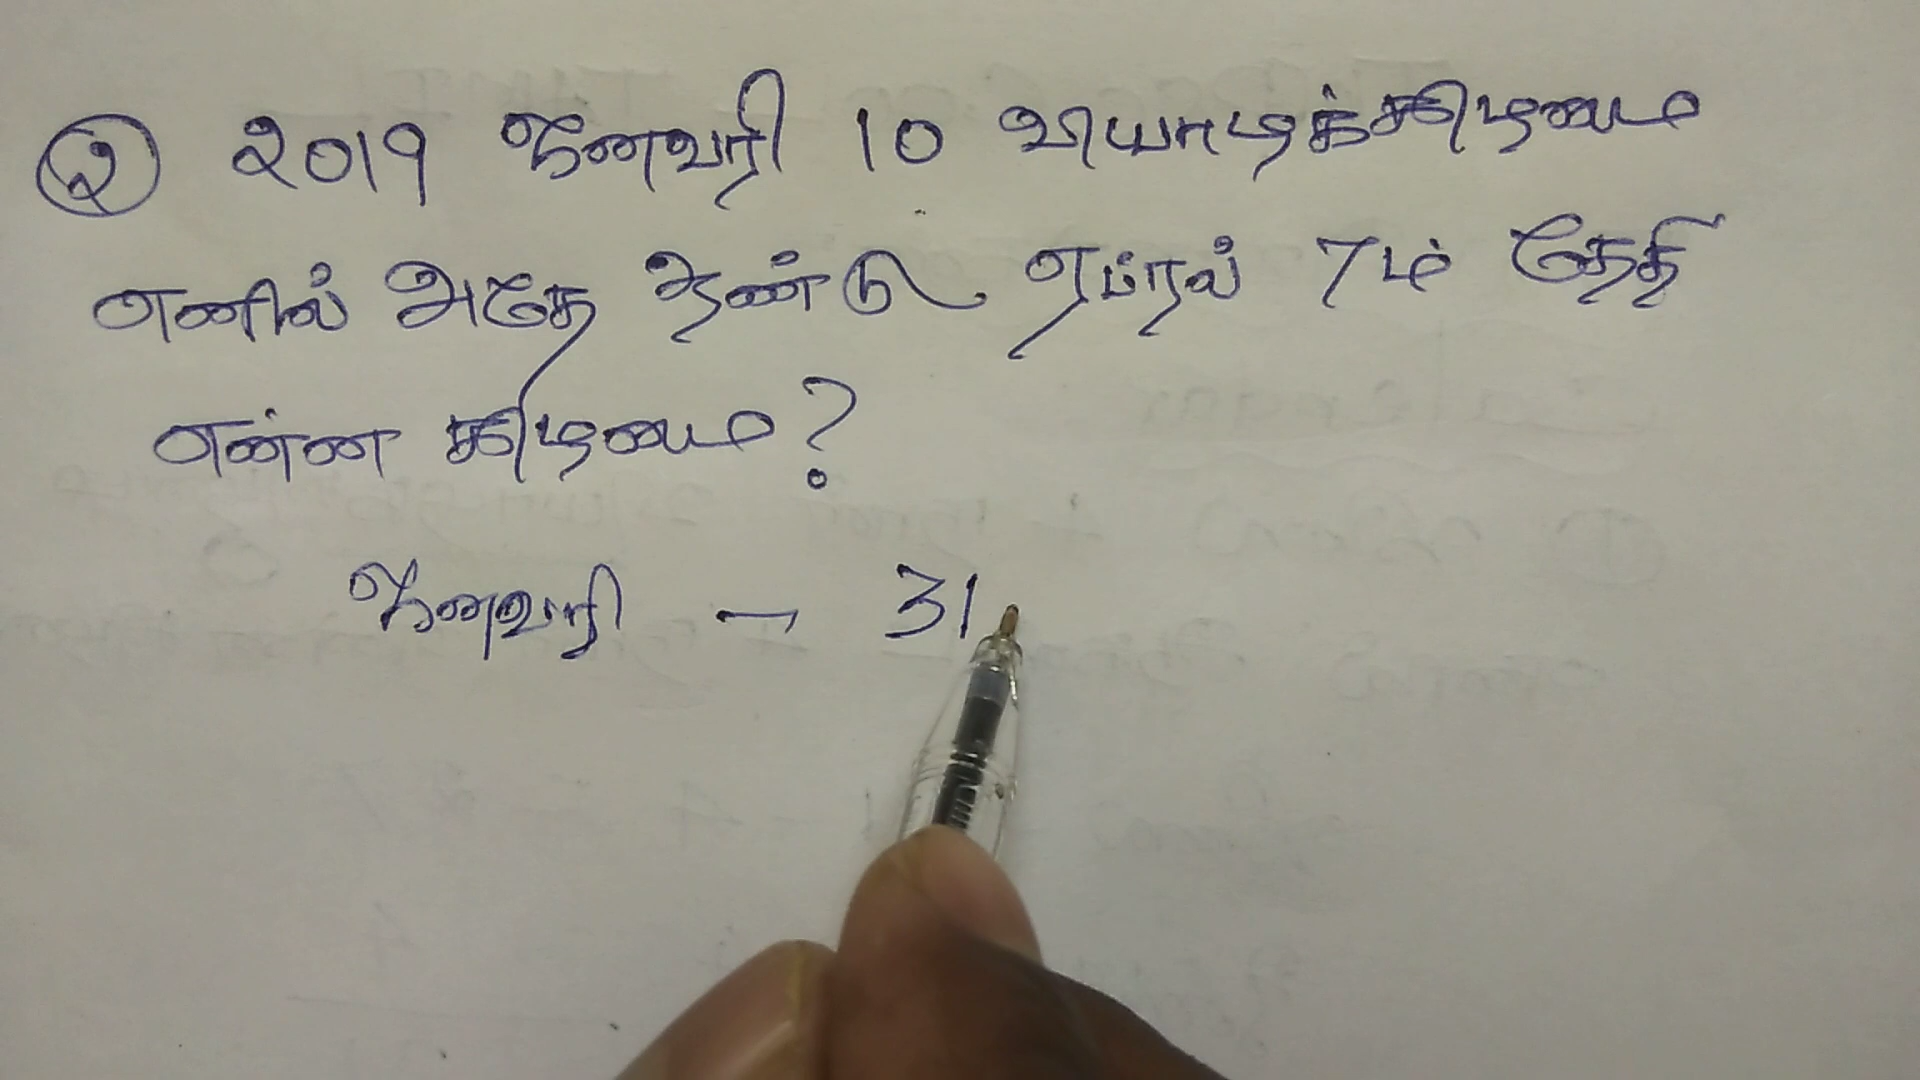 ② 2019 ஜனவரி 10 வியாழக்கிழமை
எனில் அதே ஆண்டு ஏப்ரல் 7ம் தேதி
என்ன கிழமை?
ஜனவரி - 31